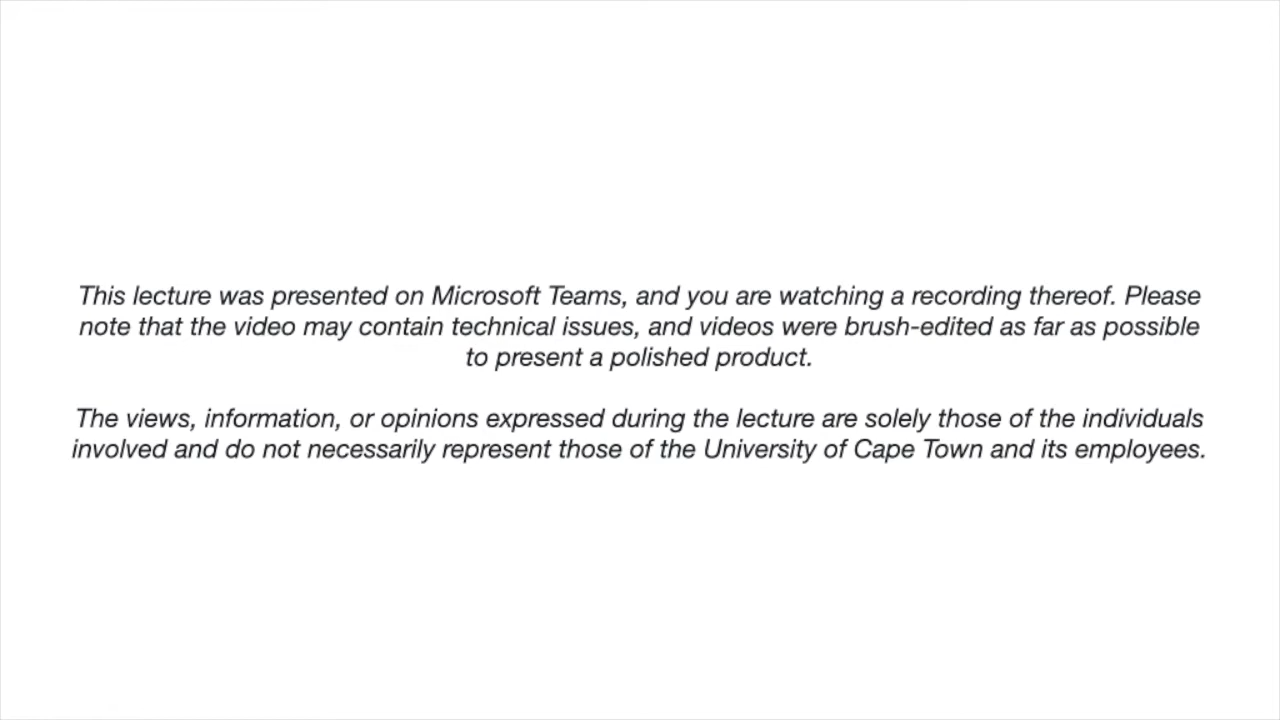 This lecture was presented on Microsoft Teams, and you are watching a recording thereof. Please
note that the video may contain technical issues, and videos were brush-edited as far as possible
to present a polished product.
The views, information, or opinions expressed during the lecture are solely those of the individuals
involved and do not necessarily represent those of the University of Cape Town and its employees.